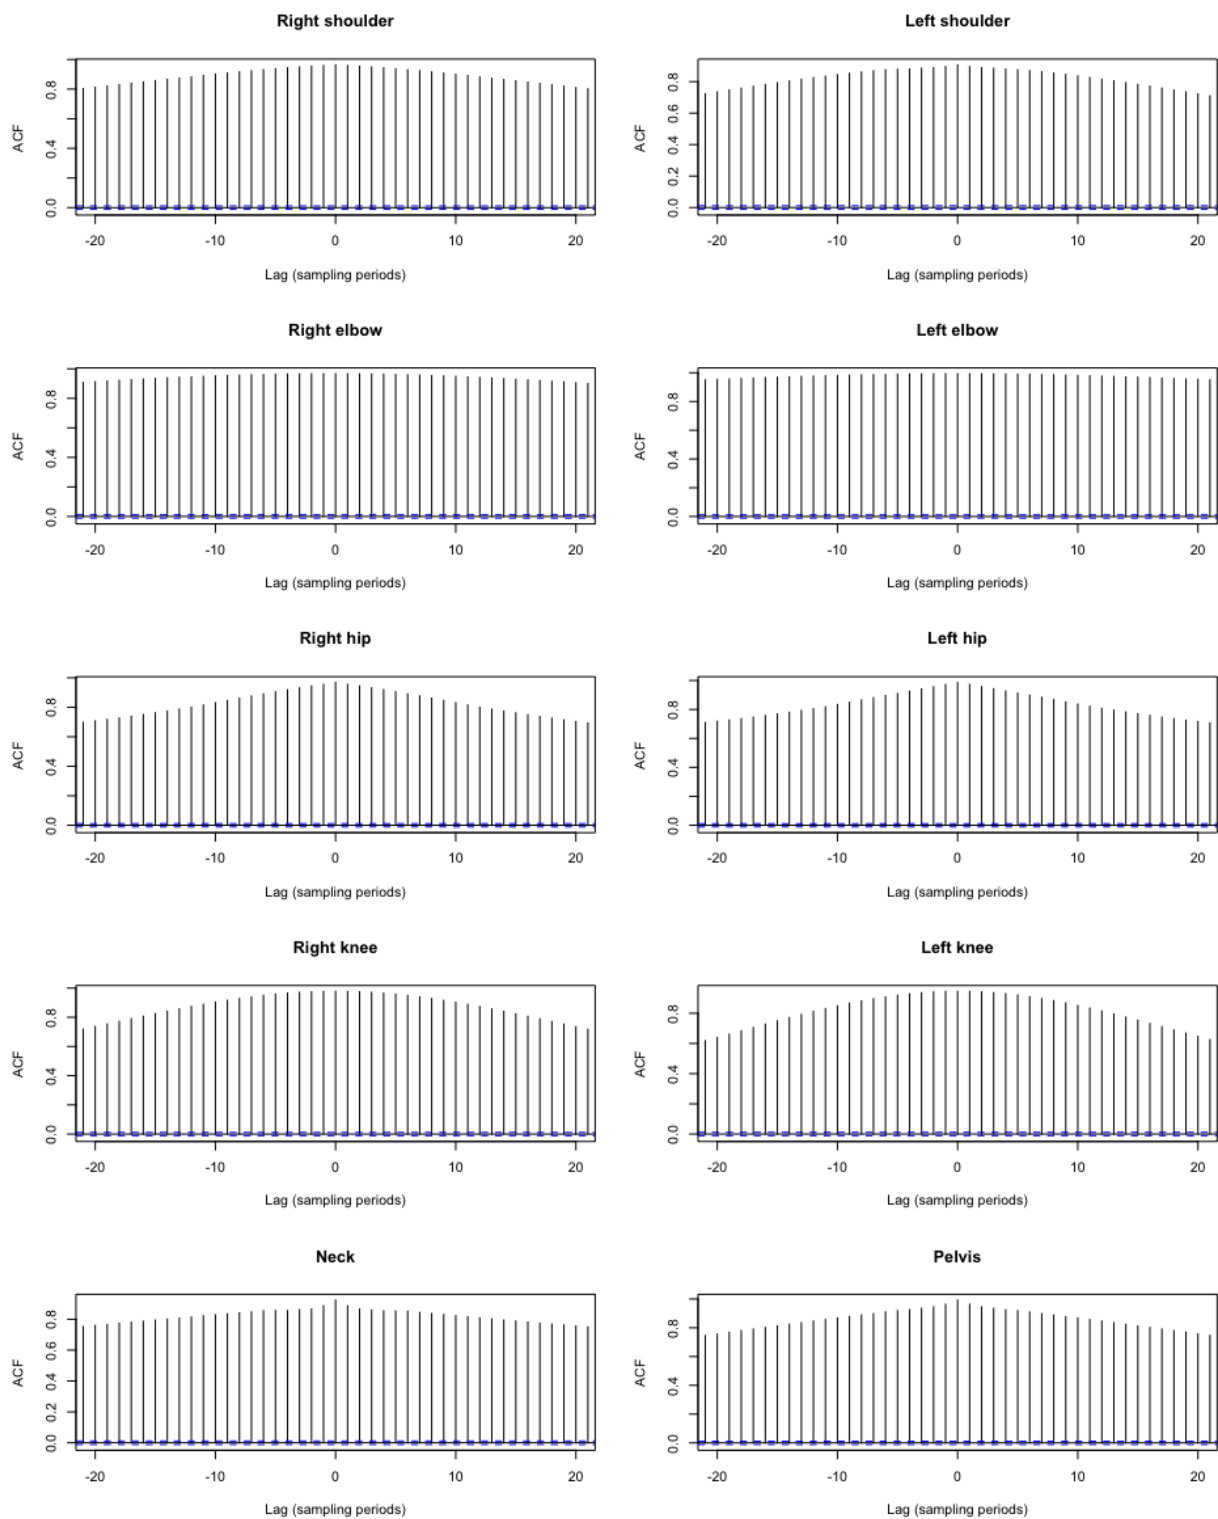 Right shoulder
ACF
0.8
0.4
0.0
-20 -10 0 10 20
Lag (sampling periods)
Left shoulder
ACF
0.8
0.6
0.4
0.2
0.0
-20 -10 0 10 20
Lag (sampling periods)
Right elbow
ACF
0.8
0.4
0.0
-20 -10 0 10 20
Lag (sampling periods)
Left elbow
ACF
0.8
0.4
0.0
-20 -10 0 10 20
Lag (sampling periods)
Right hip
ACF
0.8
0.4
0.0
-20 -10 0 10 20
Lag (sampling periods)
Left hip
ACF
0.8
0.4
0.0
-20 -10 0 10 20
Lag (sampling periods)
Right knee
ACF
0.8
0.4
0.0
-20 -10 0 10 20
Lag (sampling periods)
Left knee
ACF
0.8
0.4
0.0
-20 -10 0 10 20
Lag (sampling periods)
Neck
ACF
0.8
0.6
0.4
0.2
0.0
-20 -10 0 10 20
Lag (sampling periods)
Pelvis
ACF
0.8
0.4
0.0
-20 -10 0 10 20
Lag (sampling periods)